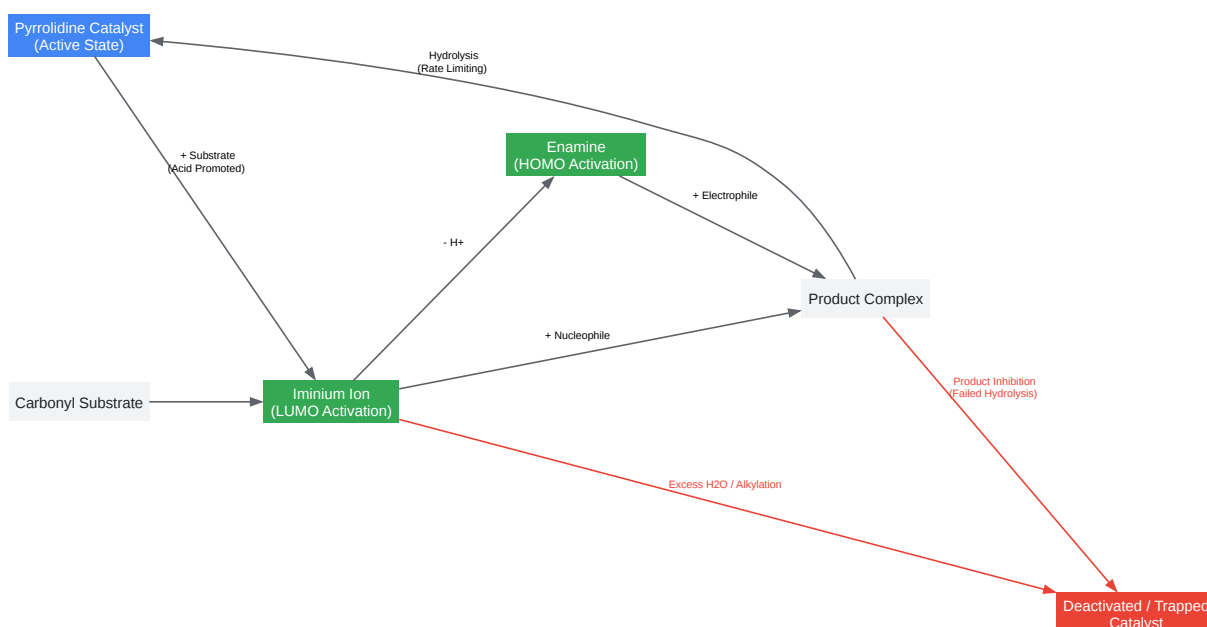 Pyrrolidine Catalyst
(Active State)
Hydrolysis
(Rate Limiting)
Enamine
(HOMO Activation)
+ Substrate
(Acid Promoted)
+ Electrophile
- H+
Product Complex
+ Nucleophile
Product Inhibition
(Failed Hydrolysis)
Carbonyl Substrate
Iminium Ion
(LUMO Activation)
Excess H2O / Alkylation
Deactivated / Trapped
Catalyst